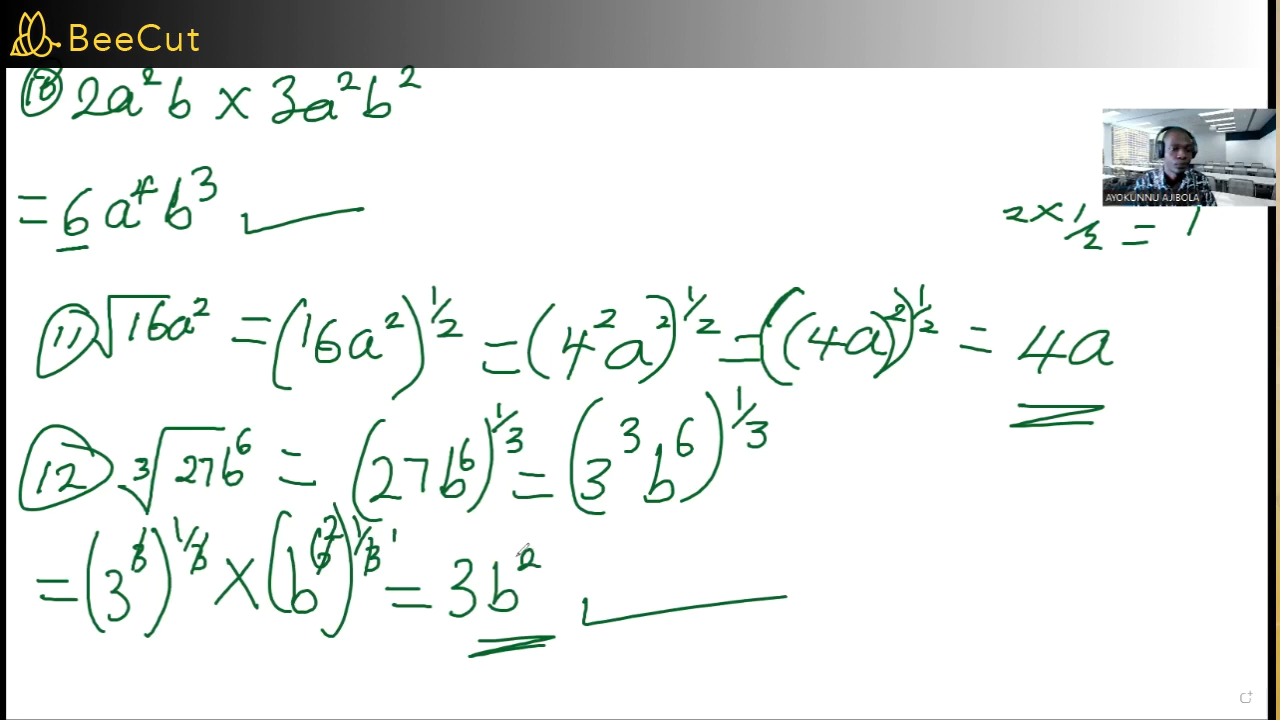 BeeCut
⑩ 2a²b × 3a²b²
AYOKUNNU AJIBOLA
= 6a⁴b³
2 × 1/2 = 1
⑪ √16a² = (16a²)^1/2 = (4²a²)^1/2 = ((4a)²)^1/2 = 4a
⑫ ³√27b⁶ = (27b⁶)^1/3 = (3³b⁶)^1/3
= (3³)^1/3 × (b⁶)^1/3 = 3b²